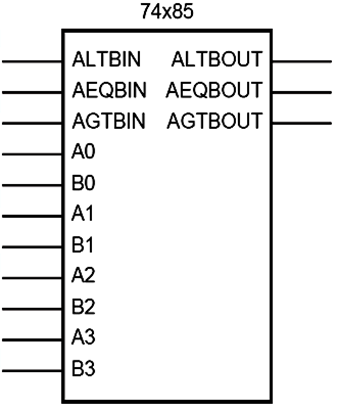 74x85
ALTBIN ALTBOUT
AEQBIN AEQBOUT
AGTBIN AGTBOUT
A0
B0
A1
B1
A2
B2
A3
B3